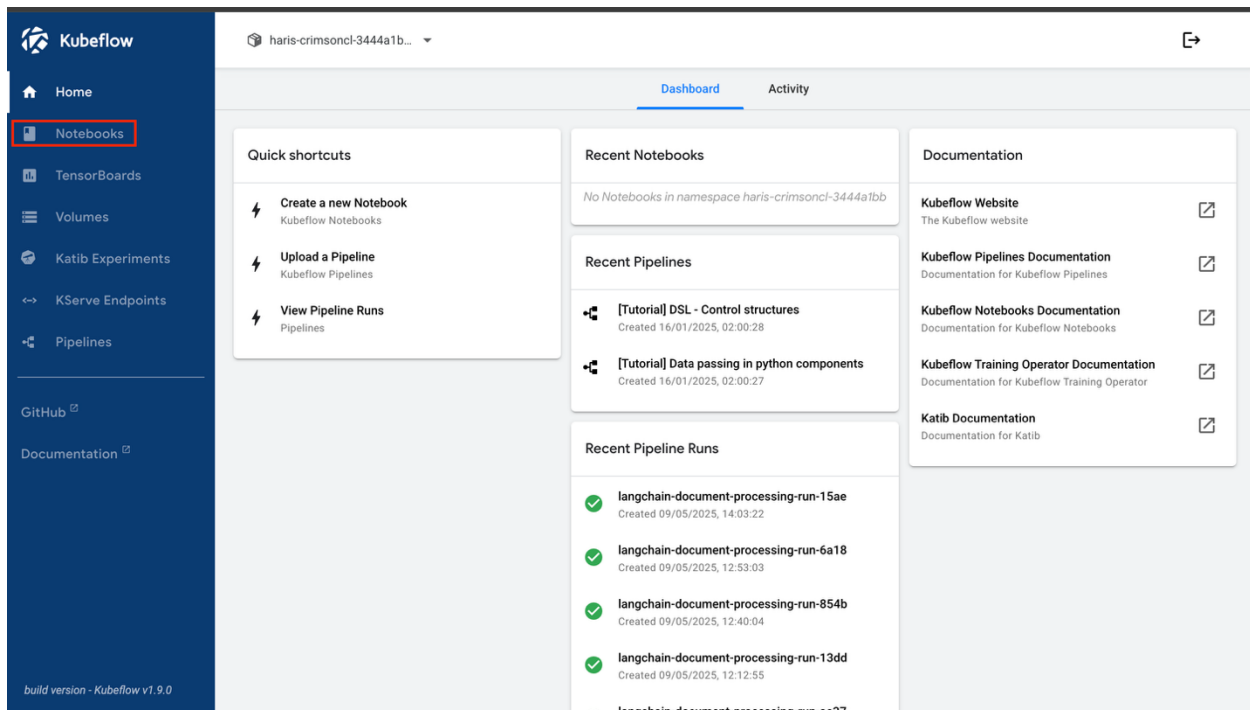 Kubeflow
haris-crimsoncl-3444a1b...
Home
Notebooks
TensorBoards
Volumes
Katib Experiments
KServe Endpoints
Pipelines
GitHub
Documentation
build version - Kubeflow v1.9.0
Dashboard
Activity
Quick shortcuts
Create a new Notebook
Kubeflow Notebooks
Upload a Pipeline
Kubeflow Pipelines
View Pipeline Runs
Pipelines
Recent Notebooks
No Notebooks in namespace haris-crimsoncl-3444a1bb
Recent Pipelines
[Tutorial] DSL - Control structures
Created 16/01/2025, 02:00:28
[Tutorial] Data passing in python components
Created 16/01/2025, 02:00:27
Recent Pipeline Runs
langchain-document-processing-run-15ae
Created 09/05/2025, 14:03:22
langchain-document-processing-run-6a18
Created 09/05/2025, 12:53:03
langchain-document-processing-run-854b
Created 09/05/2025, 12:40:04
langchain-document-processing-run-13dd
Created 09/05/2025, 12:12:55
Documentation
Kubeflow Website
The Kubeflow website
Kubeflow Pipelines Documentation
Documentation for Kubeflow Pipelines
Kubeflow Notebooks Documentation
Documentation for Kubeflow Notebooks
Kubeflow Training Operator Documentation
Documentation for Kubeflow Training Operator
Katib Documentation
Documentation for Katib